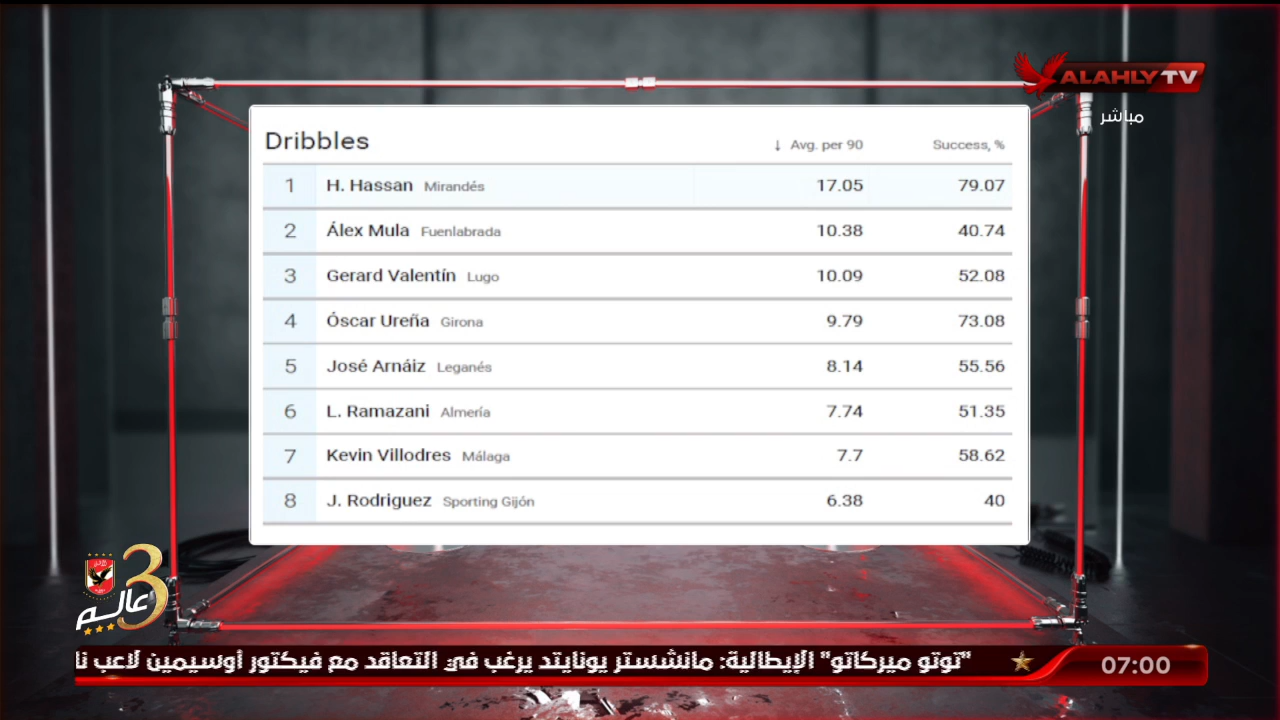 ALAHLY TV
مباشر
Dribbles ↓ Avg. per 90 Success, %
1 H. Hassan Mirandés 17.05 79.07
2 Álex Mula Fuenlabrada 10.38 40.74
3 Gerard Valentín Lugo 10.09 52.08
4 Óscar Ureña Girona 9.79 73.08
5 José Arnáiz Leganés 8.14 55.56
6 L. Ramazani Almería 7.74 51.35
7 Kevin Villodres Málaga 7.7 58.62
8 J. Rodriguez Sporting Gijón 6.38 40
3 عالم
"توتو ميركاتو" الإيطالية: مانشستر يونايتد يرغب في التعاقد مع فيكتور أوسيمين لاعب نا
07:00